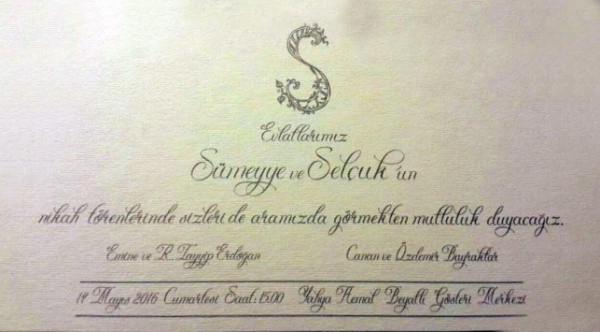 S
Evlatlarımız
Sümeyye ve Selçuk'un
nikah törenlerinde sizleri de aramızda görmekten mutluluk duyacağız.
Emine ve R. Tayyip Erdoğan Canan ve Özdemir Bayraktar
14 Mayıs 2016 Cumartesi Saat: 15.00 Yahya Kemal Beyatlı Gösteri Merkezi